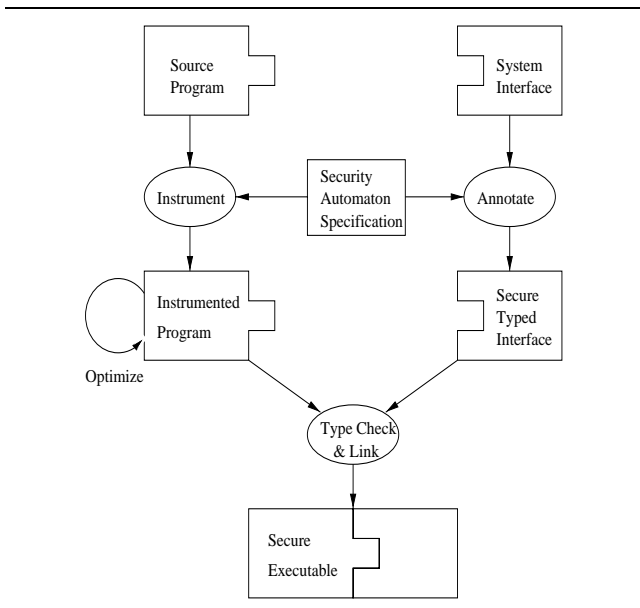 Source
Program
System
Interface
Instrument
Security
Automaton
Specification
Annotate
Instrumented
Program
Secure
Typed
Interface
Optimize
Type Check
& Link
Secure
Executable